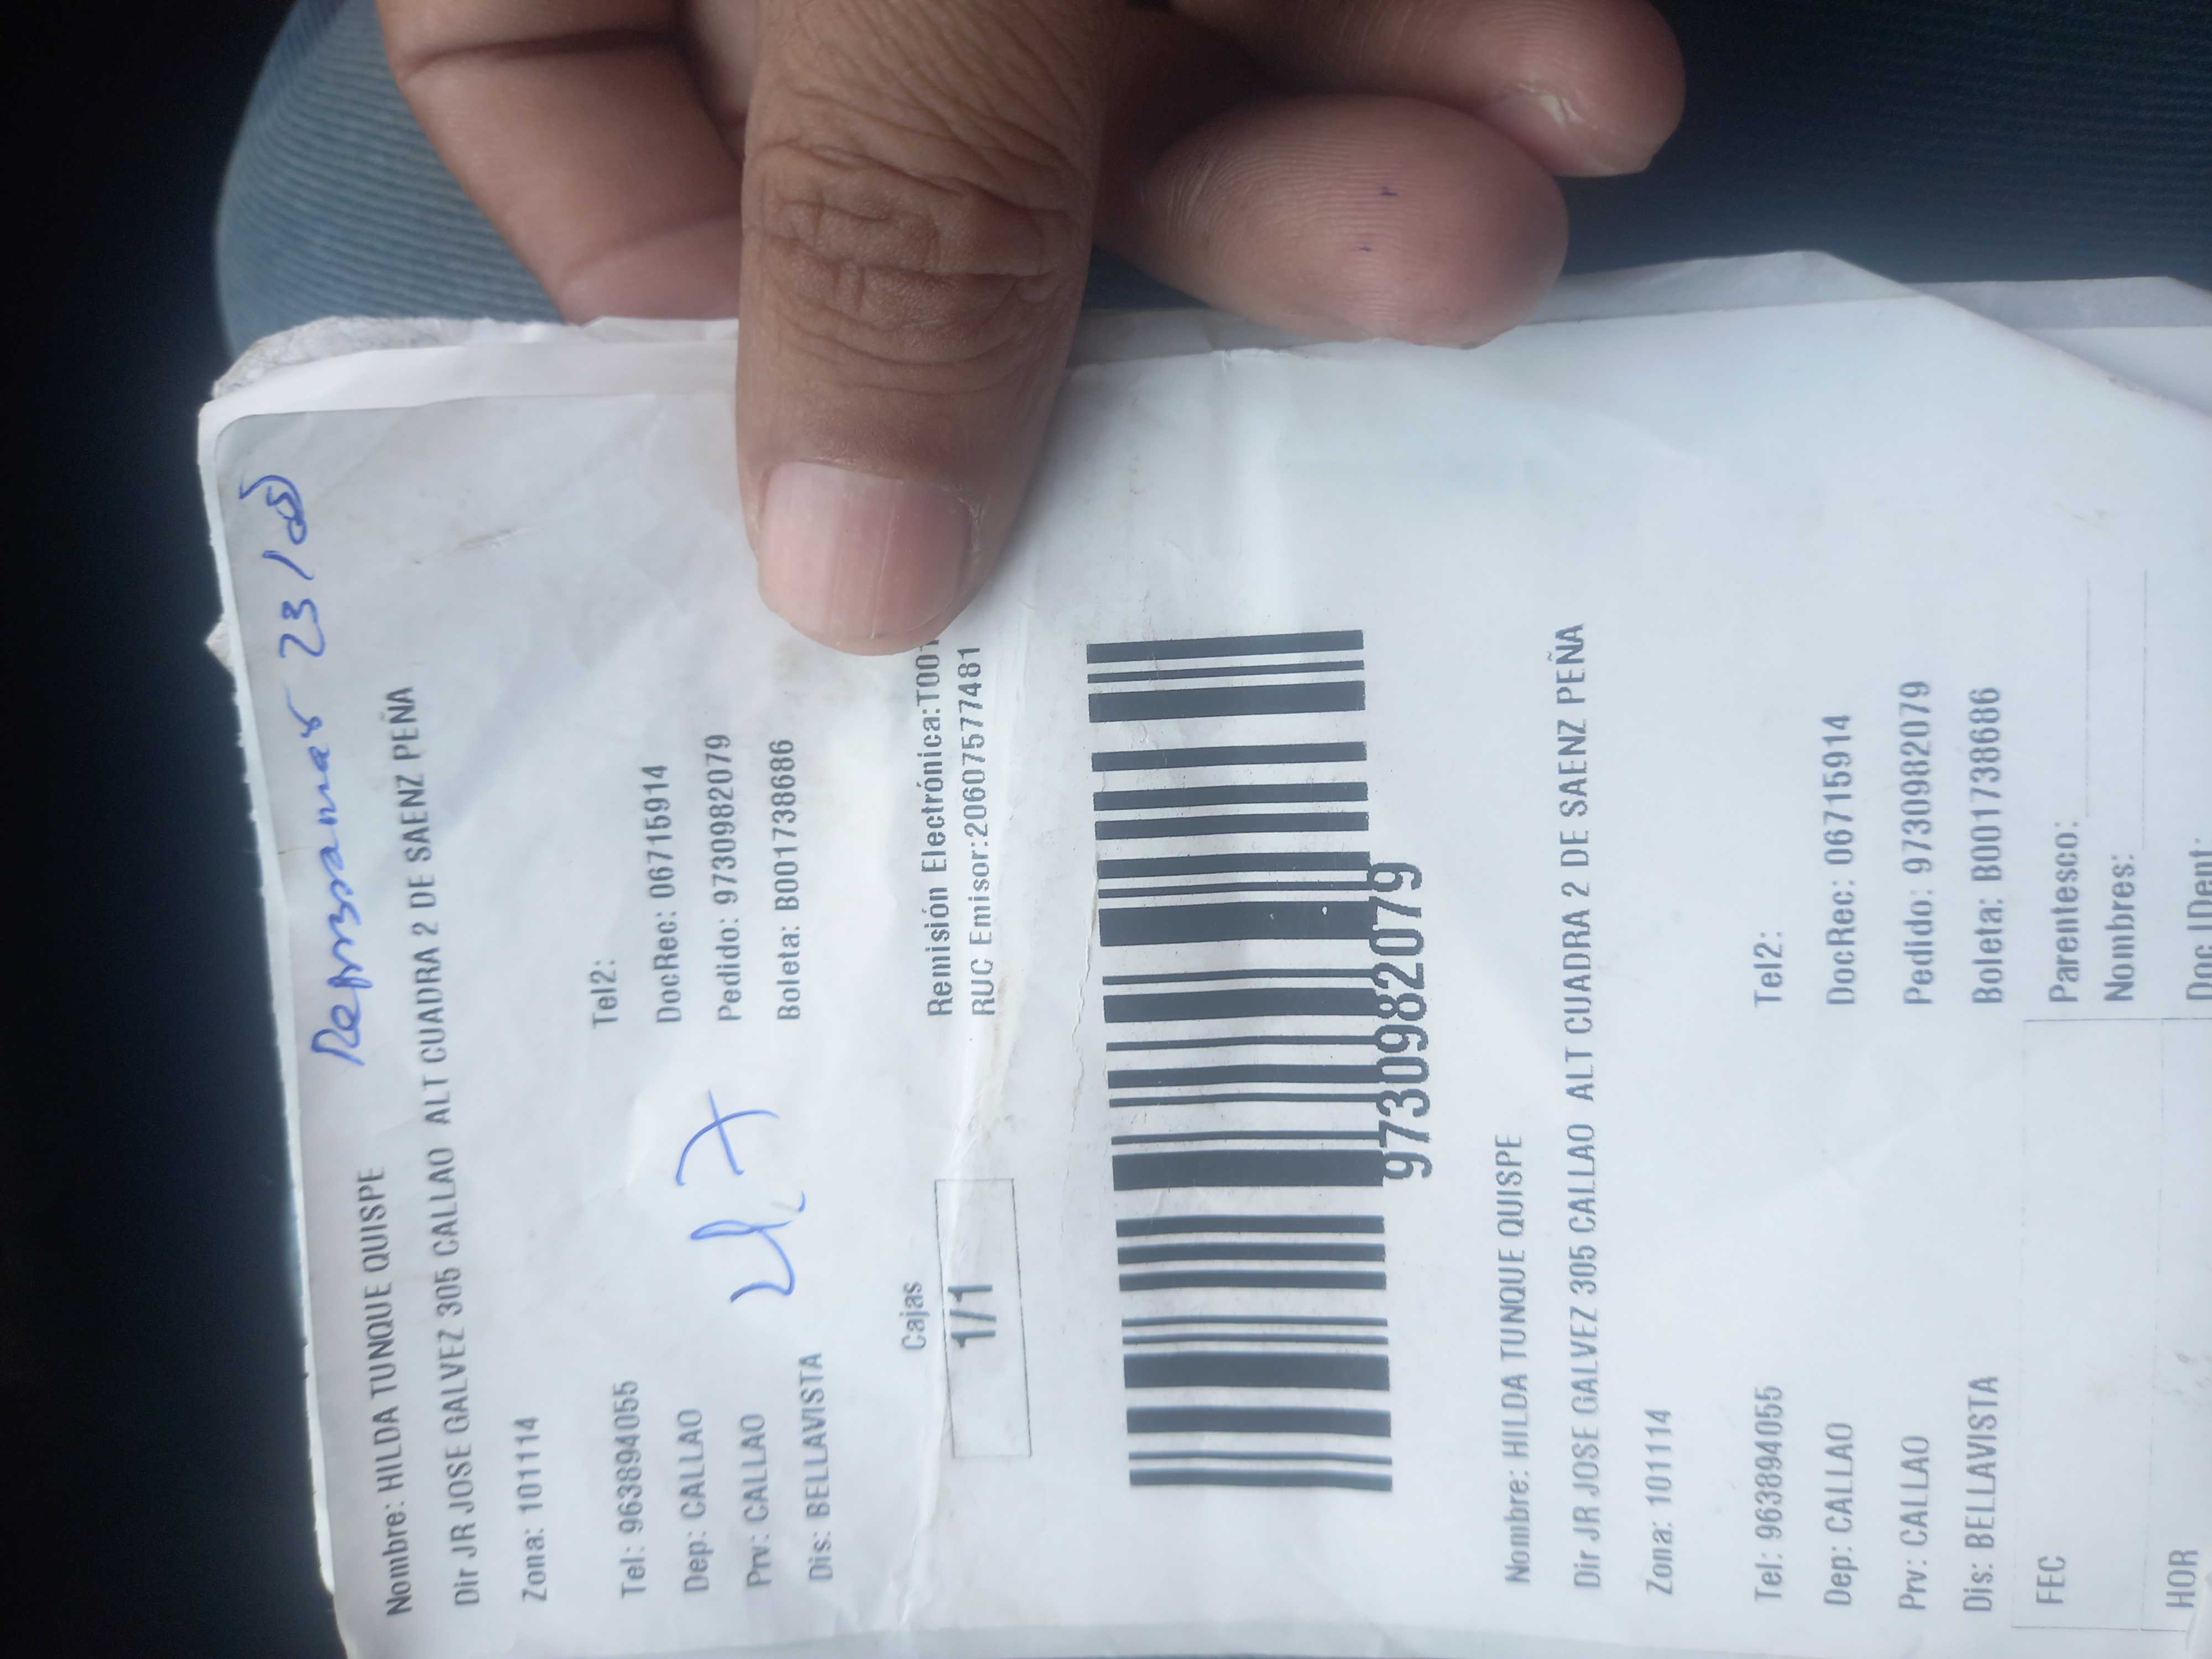 Reprogramar 23/05
Nombre: HILDA TUNQUE QUISPE
Dir JR JOSE GALVEZ 305 CALLAO ALT CUADRA 2 DE SAENZ PEÑA
Zona: 101114
Tel: 963894055 Tel2:
Dep: CALLAO DocRec: 06715914
Prv: CALLAO Pedido: 9730982079
Dis: BELLAVISTA Boleta: B001738686
47
Cajas Remisión Electrónica:T001
1/1 RUC Emisor:20607577481
9730982079
Nombre: HILDA TUNQUE QUISPE
Dir JR JOSE GALVEZ 305 CALLAO ALT CUADRA 2 DE SAENZ PEÑA
Zona: 101114
Tel: 963894055 Tel2:
Dep: CALLAO DocRec: 06715914
Prv: CALLAO Pedido: 9730982079
Dis: BELLAVISTA Boleta: B001738686
FEC Parentesco:
Nombres:
HOR Doc IDent: